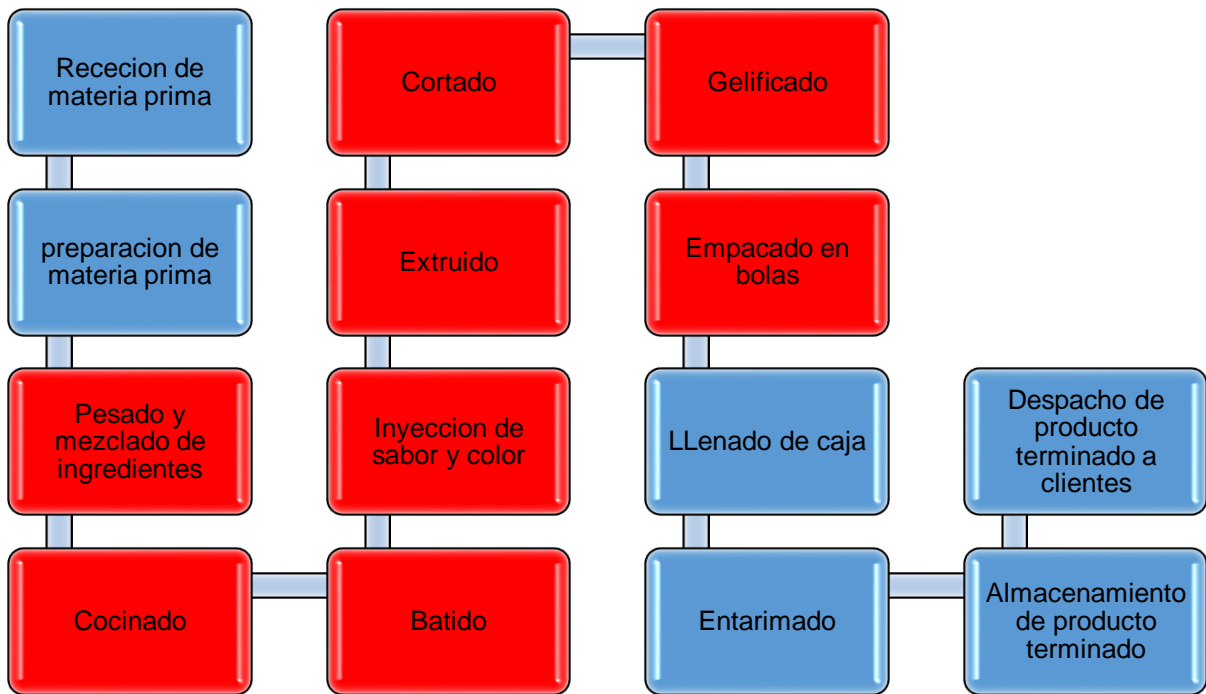 Rececion de
materia prima
preparacion de
materia prima
Pesado y
mezclado de
ingredientes
Cocinado
Batido
Inyeccion de
sabor y color
Extruido
Cortado
Gelificado
Empacado en
bolas
LLenado de caja
Entarimado
Almacenamiento
de producto
terminado
Despacho de
producto
terminado a
clientes